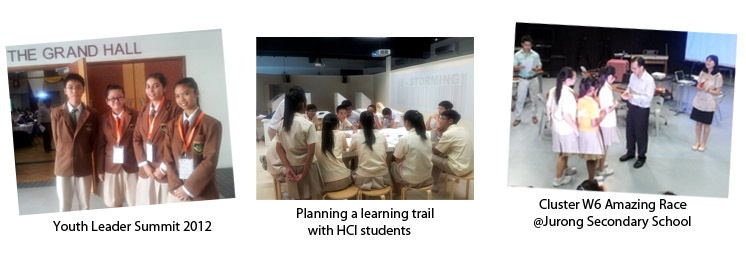 THE GRAND HALL
Youth Leader Summit 2012
STORMING!
Planning a learning trail
with HCI students
Cluster W6 Amazing Race
@Jurong Secondary School